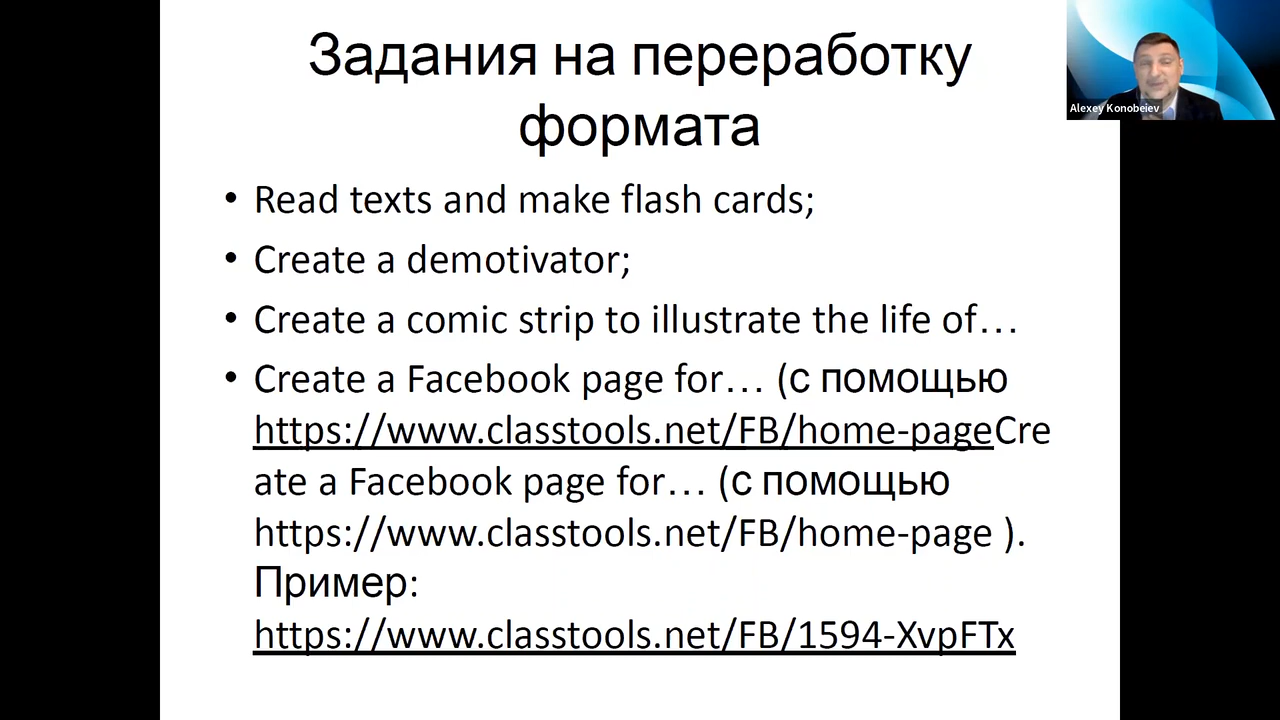 Задания на переработку
формата
Alexey Konobeiev
• Read texts and make flash cards;
• Create a demotivator;
• Create a comic strip to illustrate the life of…
• Create a Facebook page for… (с помощью
https://www.classtools.net/FB/home-pageCre
ate a Facebook page for… (с помощью
https://www.classtools.net/FB/home-page ).
Пример:
https://www.classtools.net/FB/1594-XvpFTx